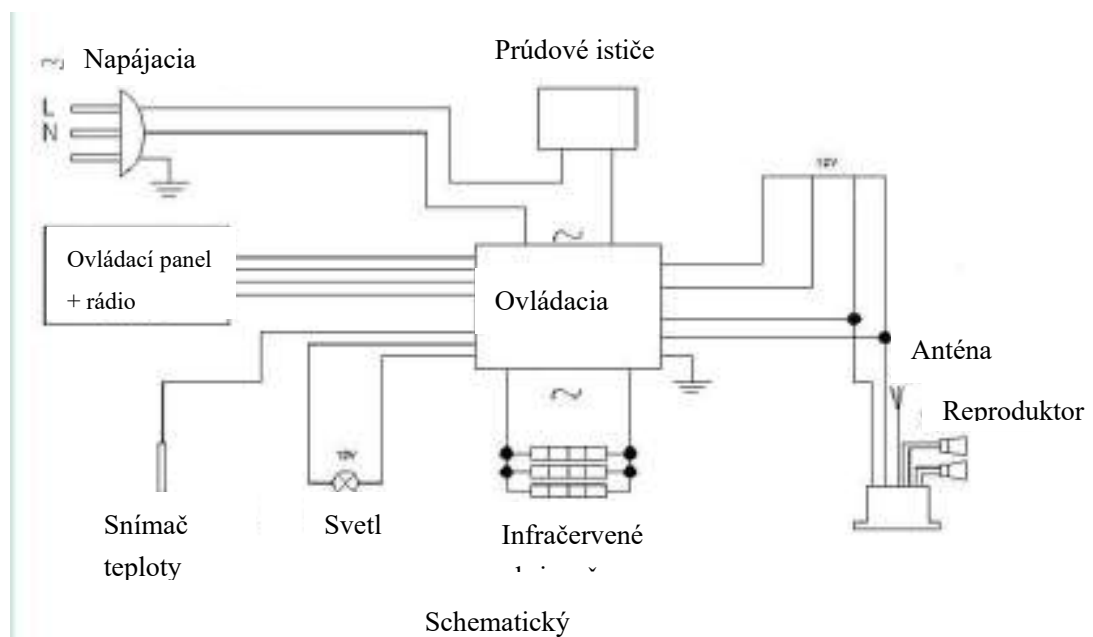 Napájacia
Prúdové ističe
L
N
12V
Ovládací panel
+ rádio
Ovládacia
Anténa
Reproduktor
12V
Snímač
teploty
Svetl
Infračervené
Schematický